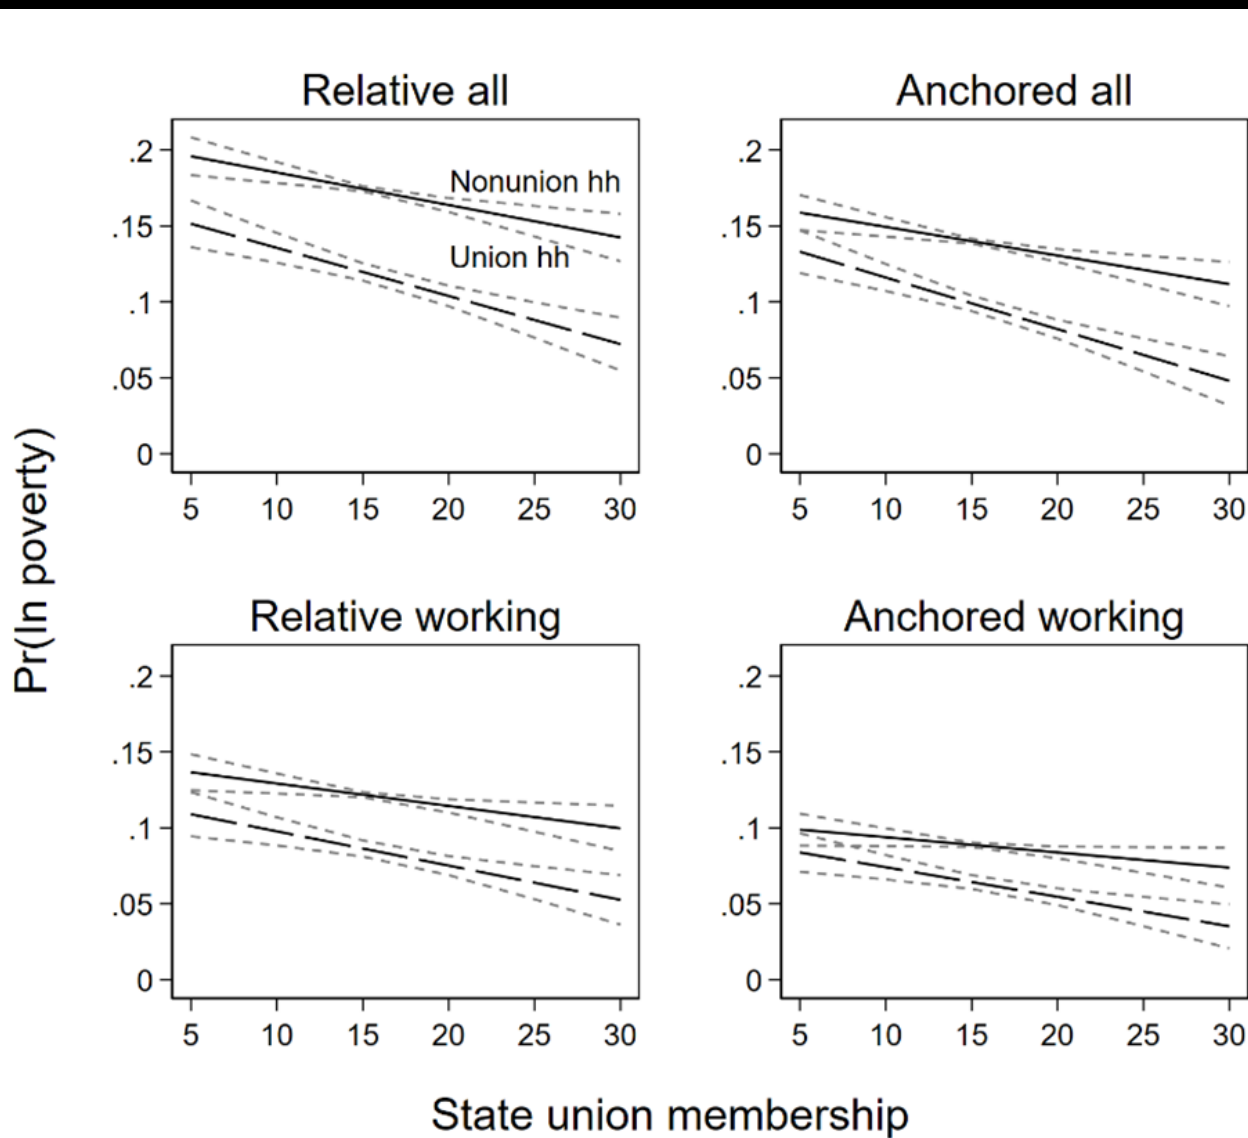 Relative all
.2
.15
.1
.05
0
5 10 15 20 25 30
Nonunion hh
Union hh
Anchored all
.2
.15
.1
.05
0
5 10 15 20 25 30
Pr(In poverty)
Relative working
.2
.15
.1
.05
0
5 10 15 20 25 30
Anchored working
.2
.15
.1
.05
0
5 10 15 20 25 30
State union membership